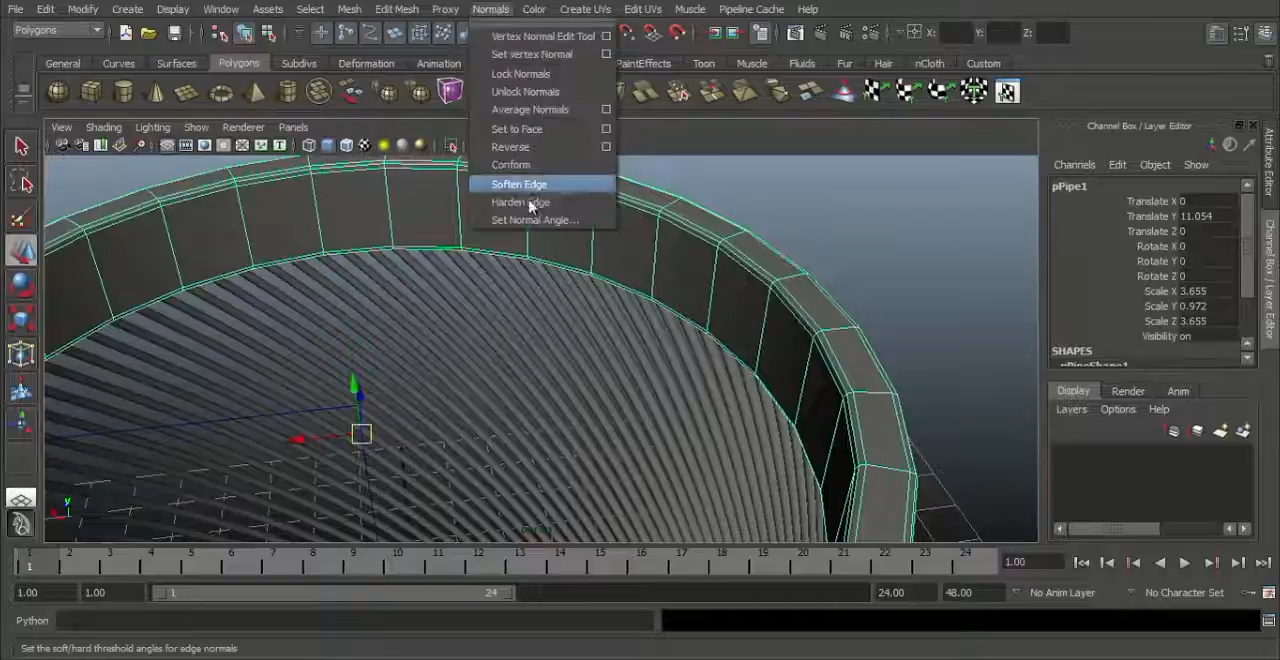 File Edit Modify Create Display Window Assets Select Mesh Edit Mesh Proxy Normals Color Create UVs Edit UVs Muscle Pipeline Cache Help
Polygons
X: Y: Z:
General Curves Surfaces Polygons Subdivs Deformation Animation PaintEffects Toon Muscle Fluids Fur Hair nCloth Custom
Vertex Normal Edit Tool
Set Vertex Normal
Lock Normals
Unlock Normals
Average Normals
Set to Face
Reverse
Conform
Soften Edge
Harden Edge
Set Normal Angle...
View Shading Lighting Show Renderer Panels
Channel Box / Layer Editor
Channels Edit Object Show
pPipe1
Translate X 0
Translate Y 11.054
Translate Z 0
Rotate X 0
Rotate Y 0
Rotate Z 0
Scale X 3.655
Scale Y 0.972
Scale Z 3.655
Visibility on
SHAPES
pPipeShape1
Attribute Editor
Channel Box / Layer Editor
Display Render Anim
Layers Options Help
y
1 2 3 4 5 6 7 8 9 10 11 12 13 14 15 16 17 18 19 20 21 22 23 24
1
1.00
1.00 1.00 1 24 24.00 48.00 No Anim Layer No Character Set
Python
Set the soft/hard threshold angles for edge normals